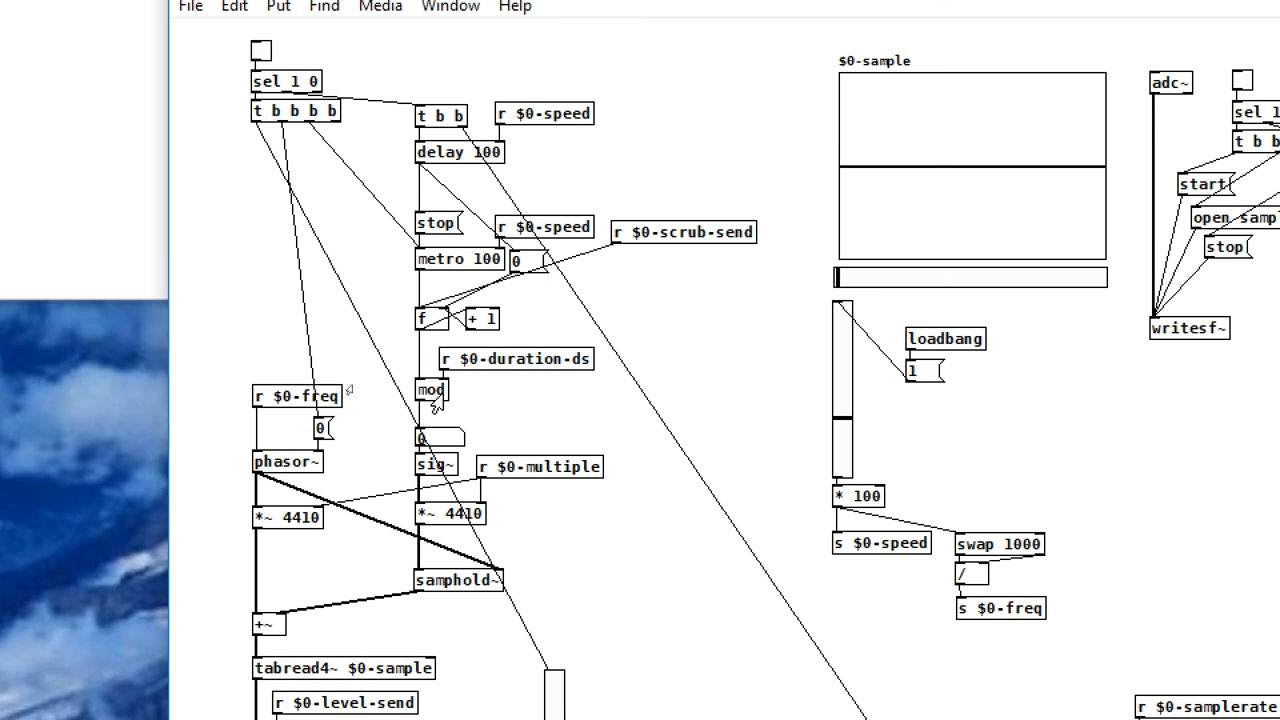 File Edit Put Find Media Window Help
sel 1 0
t b b b b
t b b
r $0-speed
delay 100
stop
r $0-speed
r $0-scrub-send
metro 100
0
f
+ 1
r $0-duration-ds
mod
r $0-freq
0
0
phasor~
sig~
r $0-multiple
*~ 4410
*~ 4410
samphold~
+~
tabread4~ $0-sample
r $0-level-send
$0-sample
loadbang
1
* 100
s $0-speed
swap 1000
/
s $0-freq
adc~
sel 1
t b b
start
open samp
stop
writesf~
r $0-samplerate